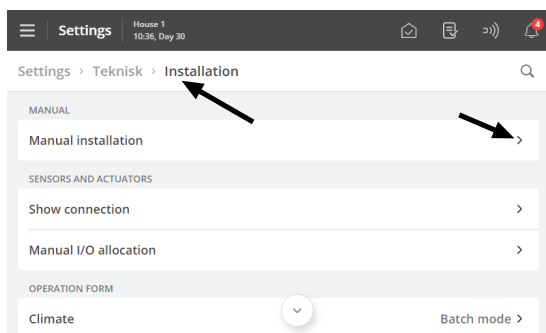 Settings
House 1
10:36, Day 30
4
Settings > Teknisk > Installation
MANUAL
Manual installation
SENSORS AND ACTUATORS
Show connection
Manual I/O allocation
OPERATION FORM
Climate Batch mode